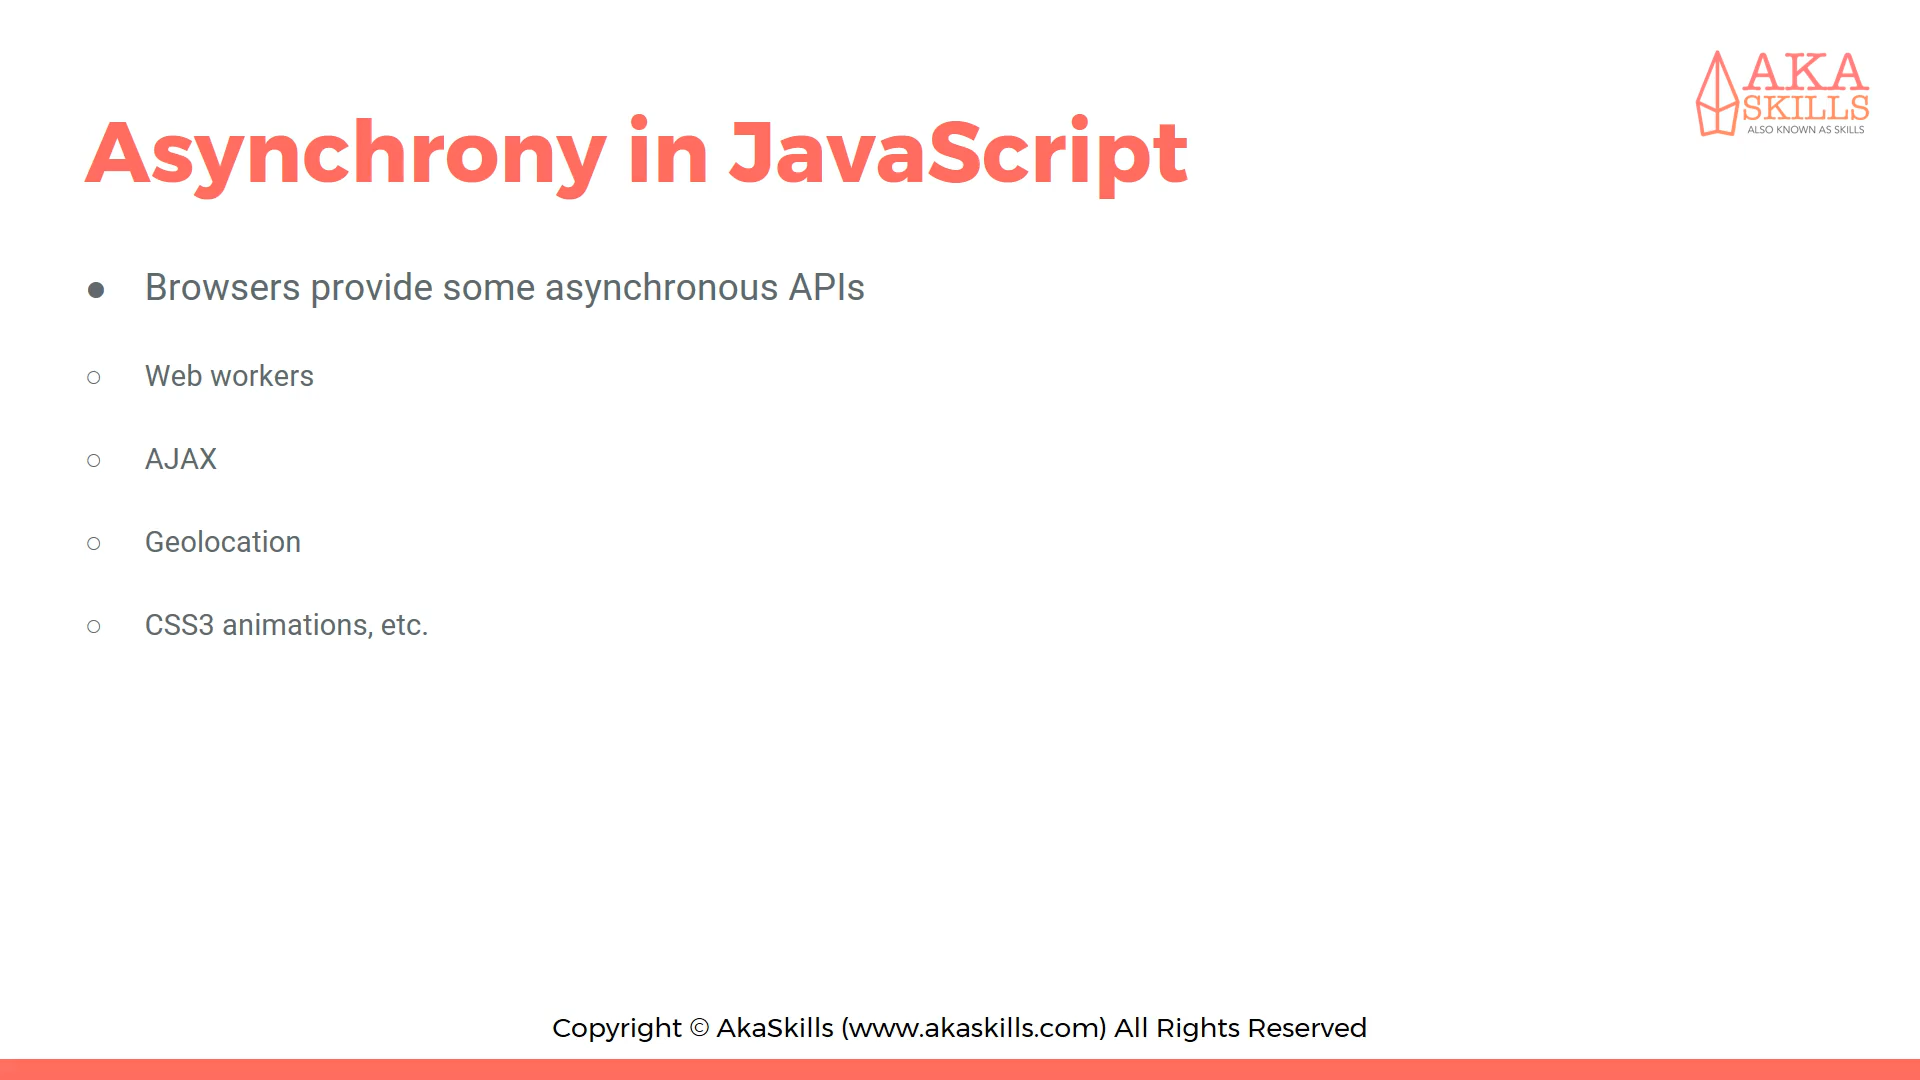 AKA
SKILLS
ALSO KNOWN AS SKILLS
Asynchrony in JavaScript
● Browsers provide some asynchronous APIs
○ Web workers
○ AJAX
○ Geolocation
○ CSS3 animations, etc.
Copyright © AkaSkills (www.akaskills.com) All Rights Reserved